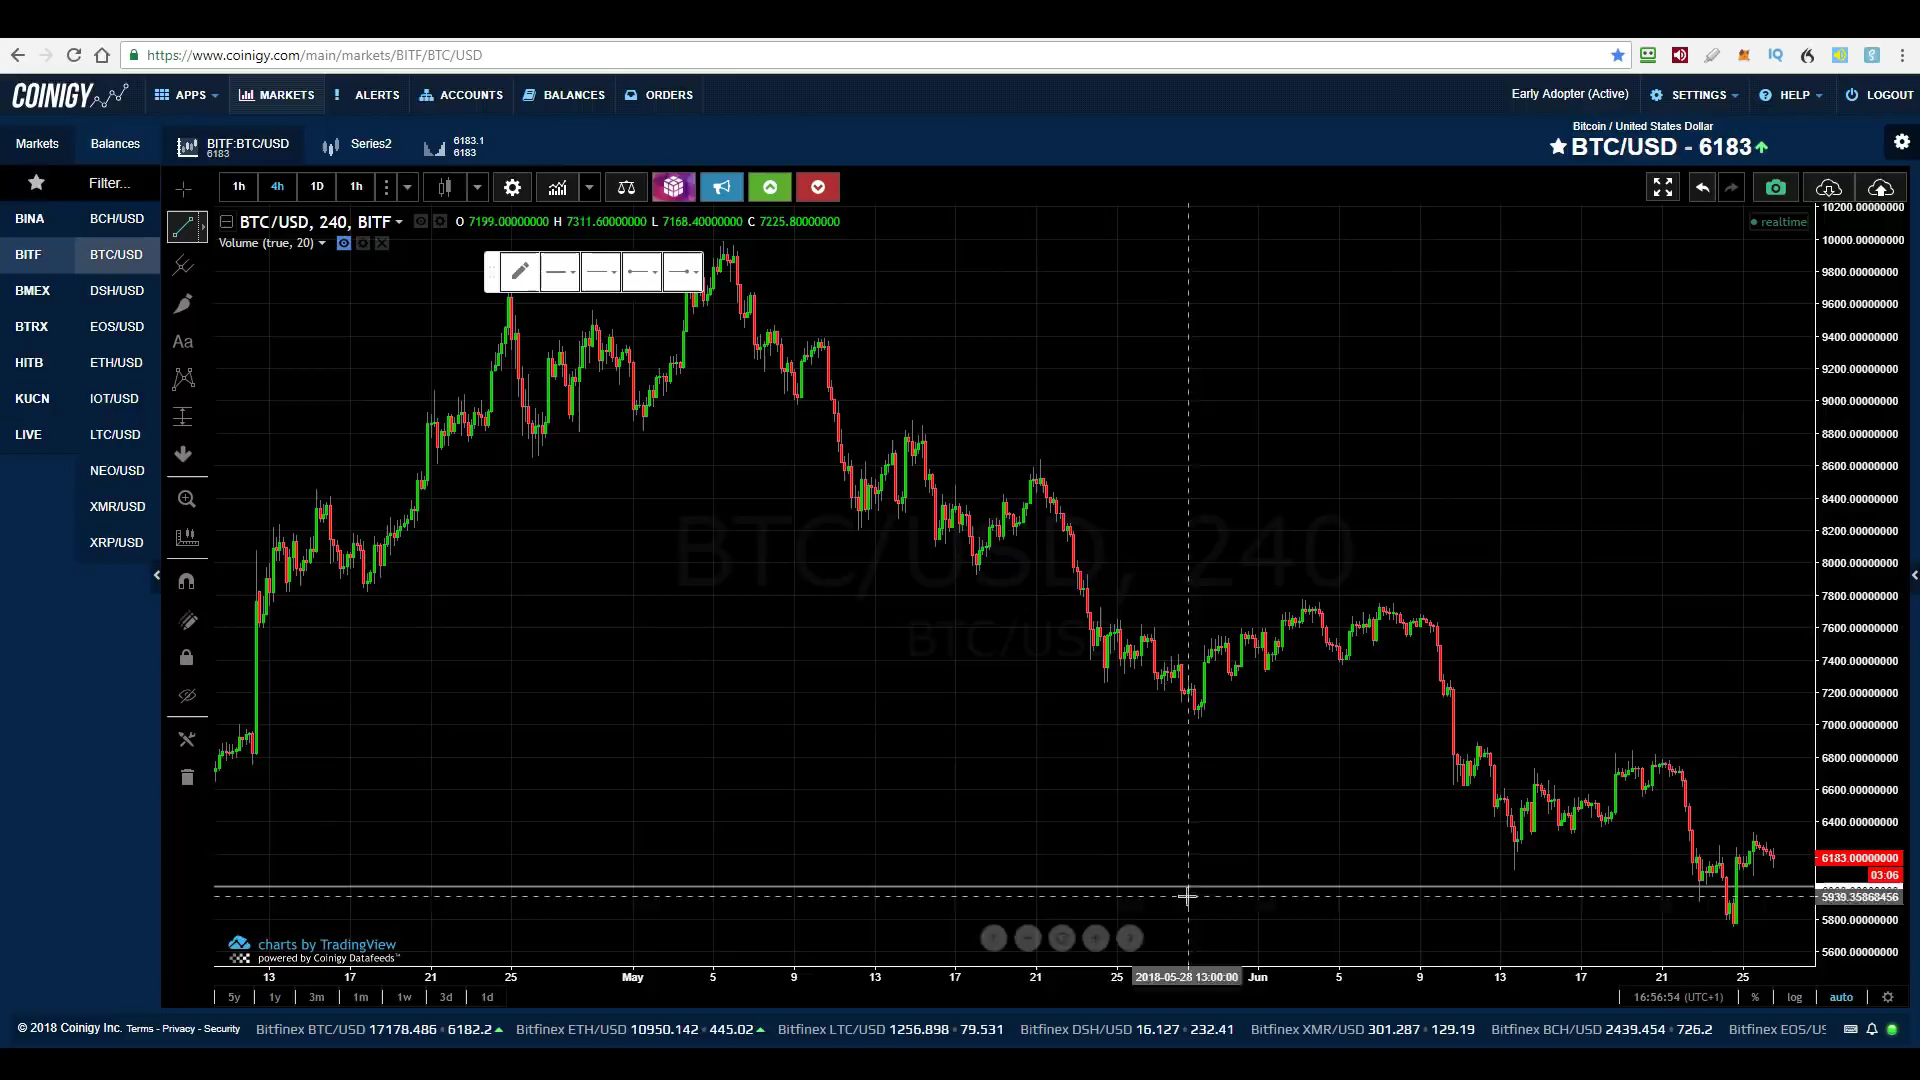 https://www.coinigy.com/main/markets/BITF/BTC/USD
COINIGY APPS MARKETS ! ALERTS ACCOUNTS BALANCES ORDERS Early Adopter (Active) SETTINGS HELP LOGOUT
Markets Balances BITF:BTC/USD 6183 Series2 6183.1 6183
Bitcoin / United States Dollar
BTC/USD - 6183
Filter... 1h 4h 1D 1h
BTC/USD, 240, BITF O 7199.00000000 H 7311.60000000 L 7168.40000000 C 7225.80000000
realtime
Volume (true, 20)
BINA BCH/USD
BITF BTC/USD
BMEX DSH/USD
BTRX EOS/USD
HITB ETH/USD
KUCN IOT/USD
LIVE LTC/USD
NEO/USD
XMR/USD
XRP/USD
Aa
BTC/USD, 240
10200.00000000
10000.00000000
9800.00000000
9600.00000000
9400.00000000
9200.00000000
9000.00000000
8800.00000000
8600.00000000
8400.00000000
8200.00000000
8000.00000000
7800.00000000
7600.00000000
7400.00000000
7200.00000000
7000.00000000
6800.00000000
6600.00000000
6400.00000000
6183.00000000
03:06
5939.35868456
5800.00000000
5600.00000000
charts by TradingView
powered by Coinigy Datafeeds™
13 17 21 25 May 5 9 13 17 21 25 2018-05-28 13:00:00 Jun 5 9 13 17 21 25
5y 1y 3m 1m 1w 3d 1d 16:56:54 (UTC+1) % log auto
© 2018 Coinigy Inc. Terms - Privacy - Security Bitfinex BTC/USD 17178.486 6182.2 Bitfinex ETH/USD 10950.142 445.02 Bitfinex LTC/USD 1256.898 79.531 Bitfinex DSH/USD 16.127 232.41 Bitfinex XMR/USD 301.287 129.19 Bitfinex BCH/USD 2439.454 726.2 Bitfinex EOS/US